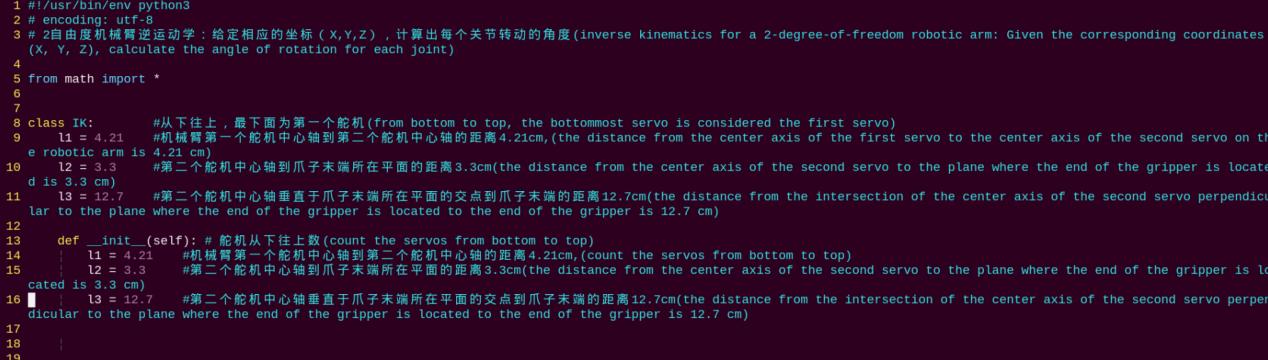 1 #!/usr/bin/env python3
2 # encoding: utf-8
3 # 2自由度机械臂逆运动学：给定相应的坐标（X,Y,Z），计算出每个关节转动的角度(inverse kinematics for a 2-degree-of-freedom robotic arm: Given the corresponding coordinates
(X, Y, Z), calculate the angle of rotation for each joint)
4
5 from math import *
6
7
8 class IK:        #从下往上，最下面为第一个舵机(from bottom to top, the bottommost servo is considered the first servo)
9     l1 = 4.21    #机械臂第一个舵机中心轴到第二个舵机中心轴的距离4.21cm,(the distance from the center axis of the first servo to the center axis of the second servo on th
e robotic arm is 4.21 cm)
10     l2 = 3.3     #第二个舵机中心轴到爪子末端所在平面的距离3.3cm(the distance from the center axis of the second servo to the plane where the end of the gripper is locate
d is 3.3 cm)
11     l3 = 12.7    #第二个舵机中心轴垂直于爪子末端所在平面的交点到爪子末端的距离12.7cm(the distance from the intersection of the center axis of the second servo perpendicu
lar to the plane where the end of the gripper is located to the end of the gripper is 12.7 cm)
12
13     def __init__(self): # 舵机从下往上数(count the servos from bottom to top)
14     ¦   l1 = 4.21    #机械臂第一个舵机中心轴到第二个舵机中心轴的距离4.21cm,(count the servos from bottom to top)
15     ¦   l2 = 3.3     #第二个舵机中心轴到爪子末端所在平面的距离3.3cm(the distance from the center axis of the second servo to the plane where the end of the gripper is lo
cated is 3.3 cm)
16     ¦   l3 = 12.7    #第二个舵机中心轴垂直于爪子末端所在平面的交点到爪子末端的距离12.7cm(the distance from the intersection of the center axis of the second servo perpen
dicular to the plane where the end of the gripper is located to the end of the gripper is 12.7 cm)
17
18     ¦
19